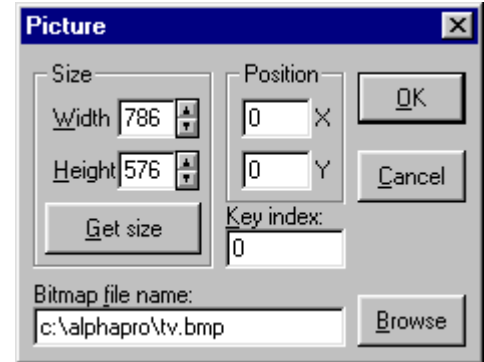 Picture
Size
Width 786
Height 576
Get size
Position
0 X
0 Y
Key index:
0
OK
Cancel
Bitmap file name:
c:\alphapro\tv.bmp
Browse